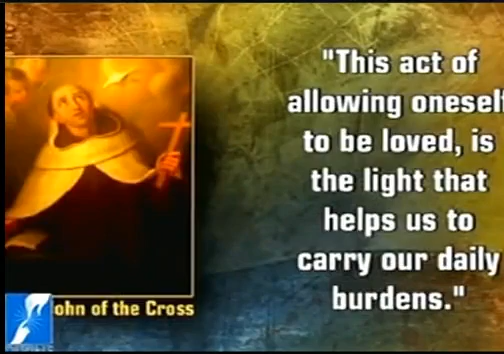 "This act of
allowing onesel
to be loved, is
the light that
helps us to
carry our daily
burdens."
ohn of the Cross